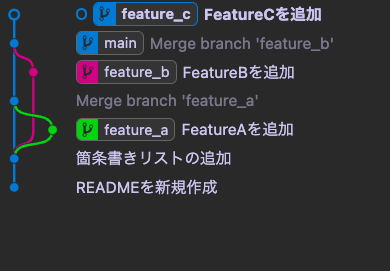 feature_c FeatureCを追加
main Merge branch 'feature_b'
feature_b FeatureBを追加
Merge branch 'feature_a'
feature_a FeatureAを追加
箇条書きリストの追加
READMEを新規作成